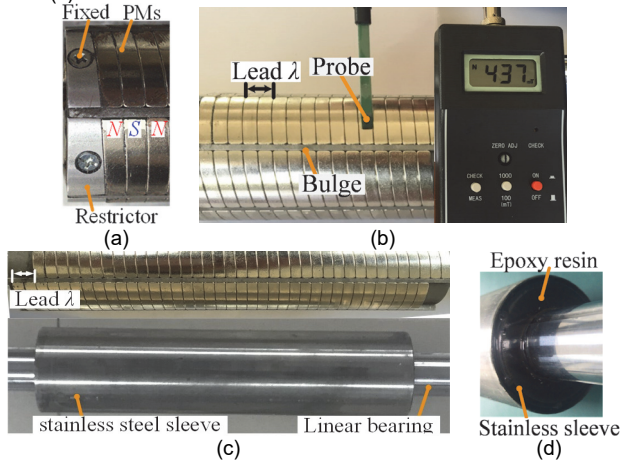 Fixed PMs
N S N
Restrictor
(a)
Lead λ
Probe
Bulge
N 437
ZERO ADJ CHECK
CHECK 1000 ON
MEAS 100 OFF
(mT)
(b)
Lead λ
stainless steel sleeve
Linear bearing
(c)
Epoxy resin
Stainless sleeve
(d)